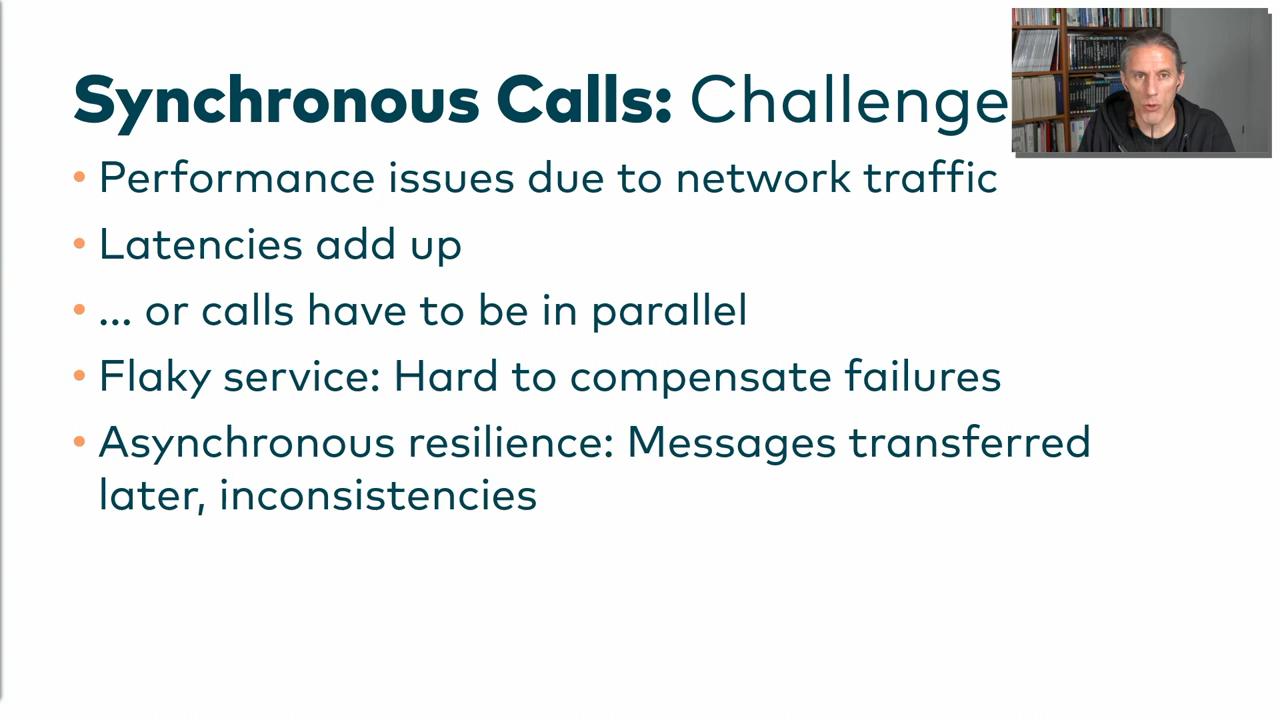 Synchronous Calls: Challenge
• Performance issues due to network traffic
• Latencies add up
• ... or calls have to be in parallel
• Flaky service: Hard to compensate failures
• Asynchronous resilience: Messages transferred
later, inconsistencies